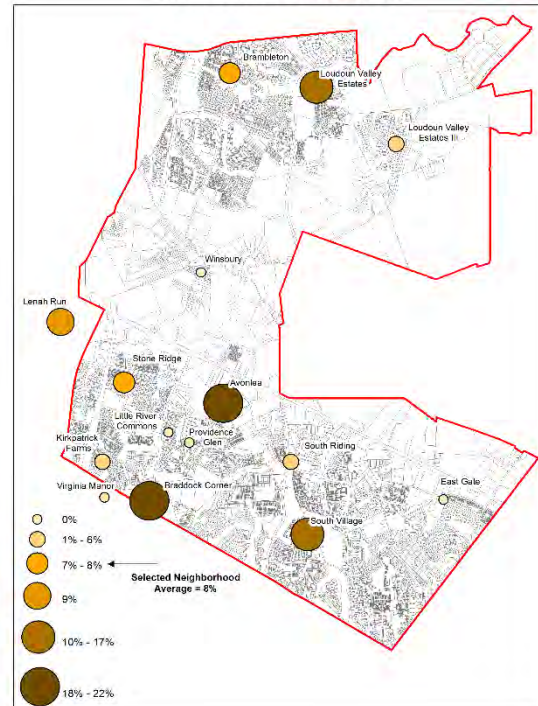 Brambleton
Loudoun Valley
Estates
Loudoun Valley
Estates III
Winsbury
Lenah Run
Stone Ridge
Avonlea
Little River
Commons
Providence
Glen
Kirkpatrick
Farms
South Riding
Virginia Manor
Braddock Corner
East Gate
South Village
0%
1% - 6%
7% - 8%
Selected Neighborhood
Average = 8%
9%
10% - 17%
18% - 22%